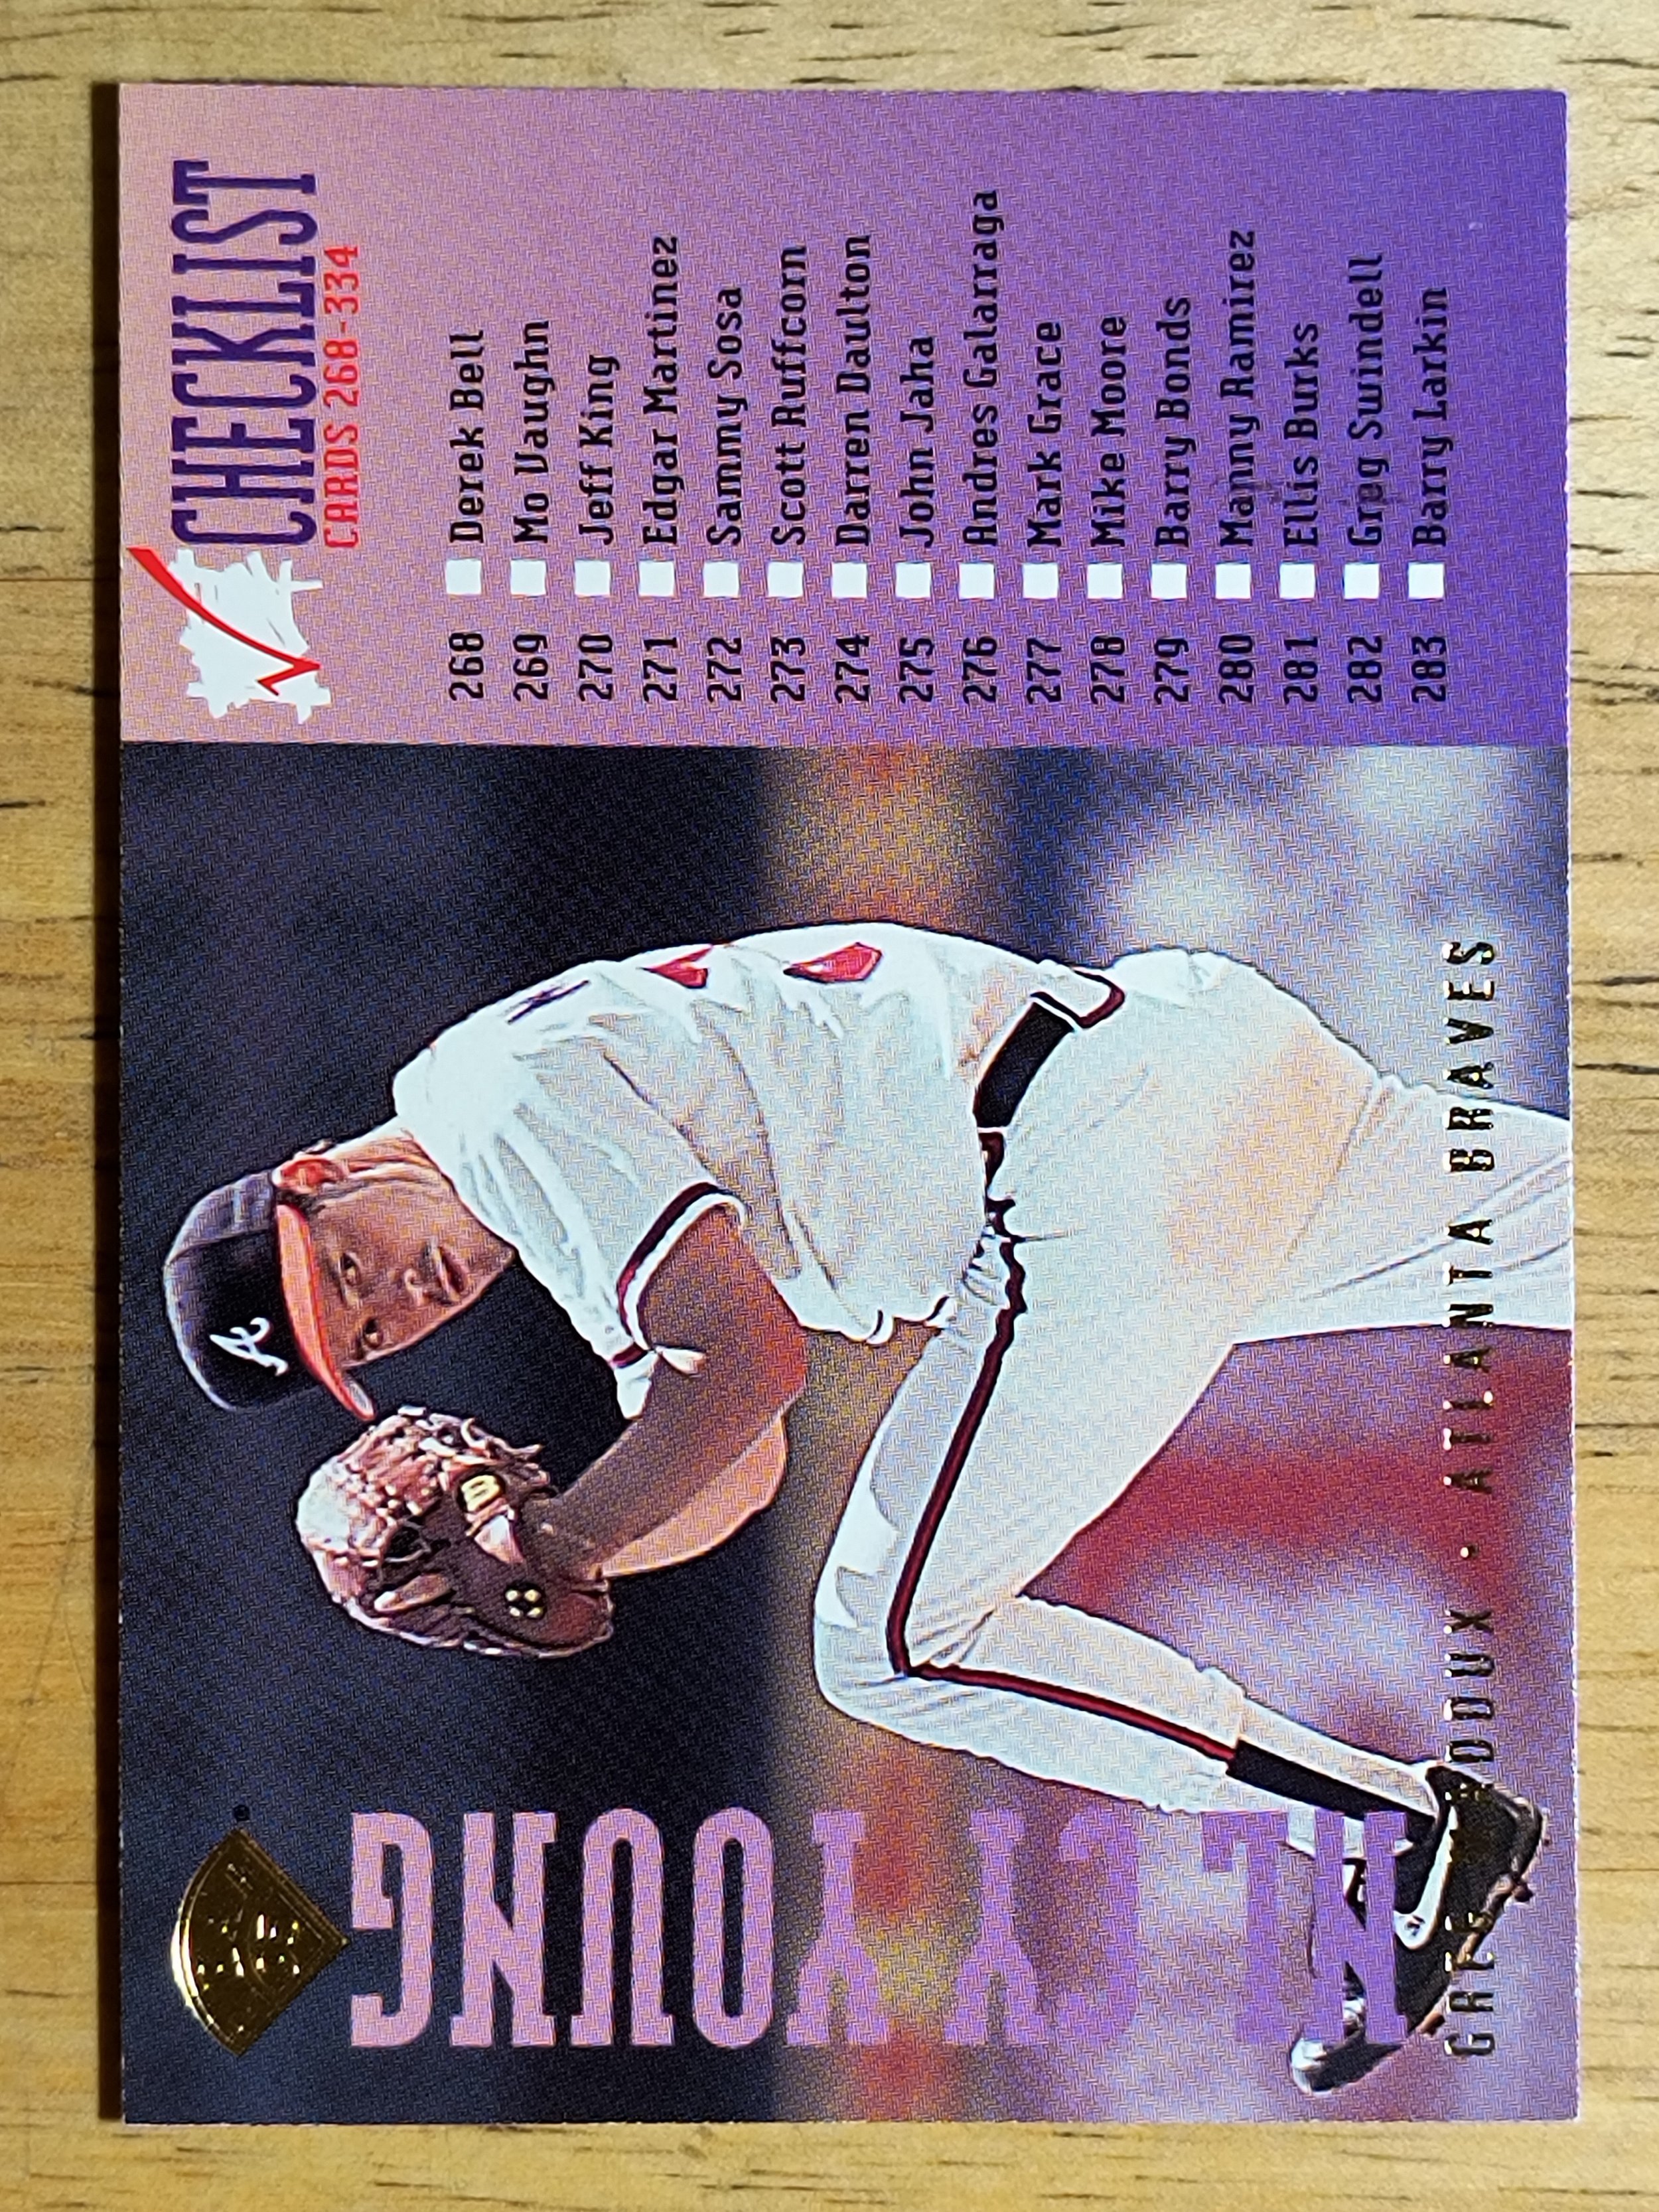 NL CY YOUNG
GREG MADDUX · ATLANTA BRAVES
CHECKLIST
CARDS 268-334
268 Derek Bell
269 Mo Vaughn
270 Jeff King
271 Edgar Martinez
272 Sammy Sosa
273 Scott Ruffcorn
274 Darren Daulton
275 John Jaha
276 Andres Galarraga
277 Mark Grace
278 Mike Moore
279 Barry Bonds
280 Manny Ramirez
281 Ellis Burks
282 Greg Swindell
283 Barry Larkin
A